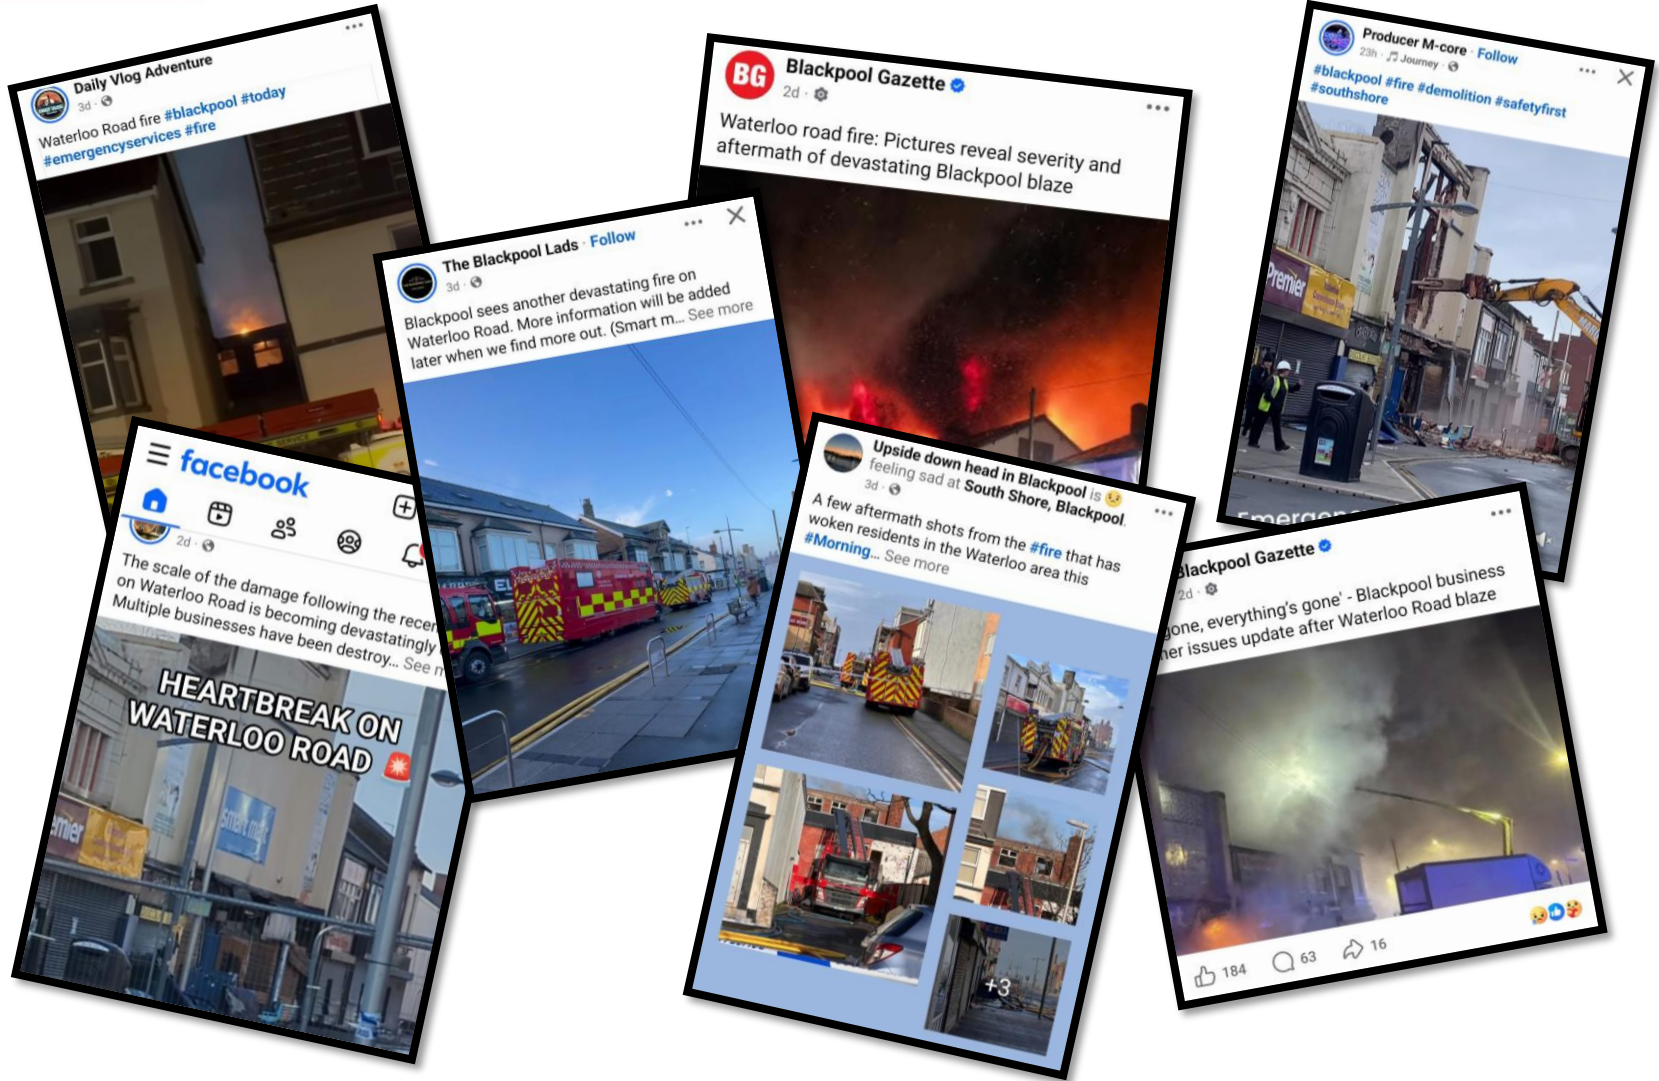 Daily Vlog Adventure
3d
Waterloo Road fire #blackpool #today
#emergencyservices #fire
SERVICE
The Blackpool Lads · Follow
3d
Blackpool sees another devastating fire on
Waterloo Road. More information will be added
later when we find more out. (Smart m... See more
BG
Blackpool Gazette
2d
Waterloo road fire: Pictures reveal severity and
aftermath of devastating Blackpool blaze
Producer M-core · Follow
23h · Journey
#blackpool #fire #demolition #safetyfirst
#southshore
Premier
Emergenc
facebook
2d
The scale of the damage following the recen
on Waterloo Road is becoming devastatingly
Multiple businesses have been destroy... See m
HEARTBREAK ON
WATERLOO ROAD
emier
smart
Upside down head in Blackpool is
feeling sad at South Shore, Blackpool.
3d
A few aftermath shots from the #fire that has
woken residents in the Waterloo area this
#Morning... See more
+3
Blackpool Gazette
2d
gone, everything's gone' - Blackpool business
ner issues update after Waterloo Road blaze
184
63
16